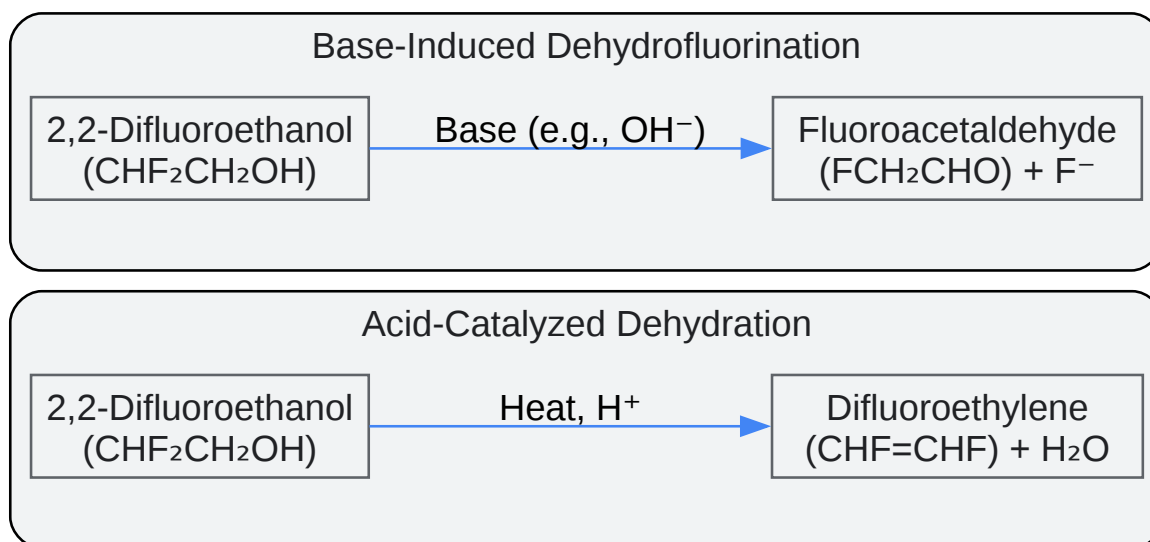 Base-Induced Dehydrofluorination
2,2-Difluoroethanol
(CHF₂CH₂OH)
Base (e.g., OH⁻)
Fluoroacetaldehyde
(FCH₂CHO) + F⁻
Acid-Catalyzed Dehydration
2,2-Difluoroethanol
(CHF₂CH₂OH)
Heat, H⁺
Difluoroethylene
(CHF=CHF) + H₂O